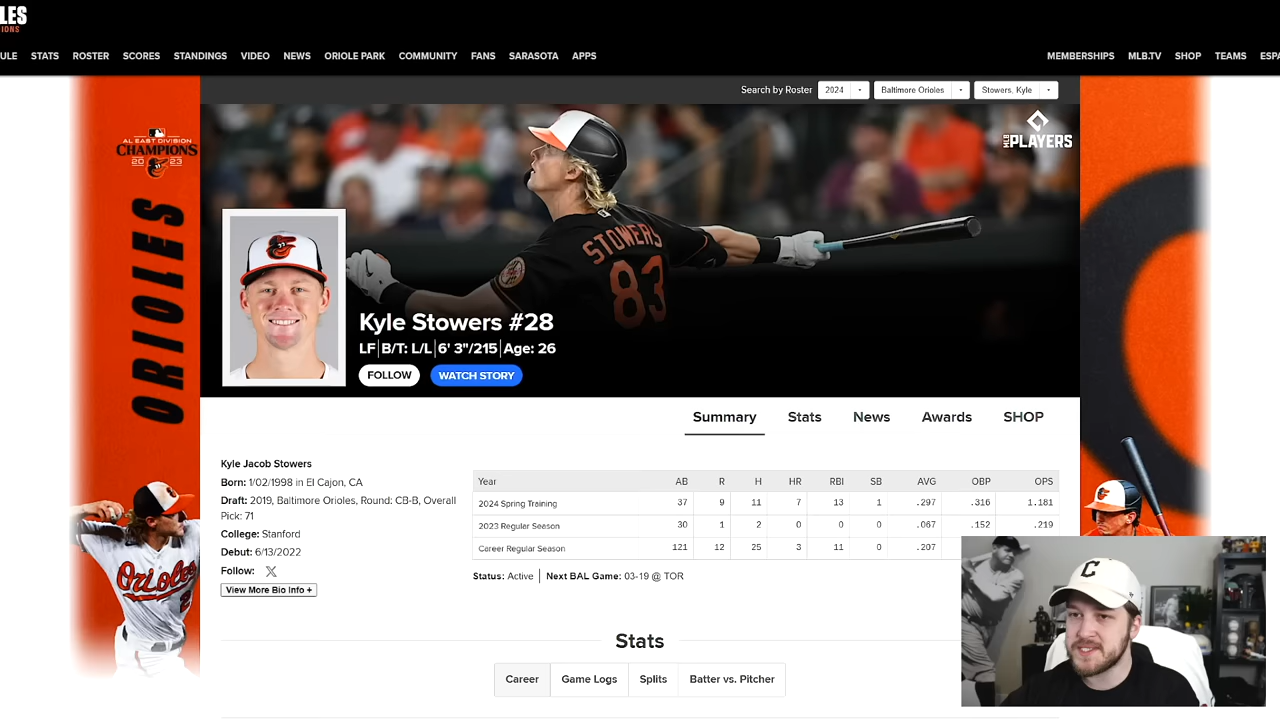 LES
IONS
ULE STATS ROSTER SCORES STANDINGS VIDEO NEWS ORIOLE PARK COMMUNITY FANS SARASOTA APPS MEMBERSHIPS MLB.TV SHOP TEAMS ESPA
Search by Roster 2024 Baltimore Orioles Stowers, Kyle
MLB PLAYERS
AL EAST DIVISION
CHAMPIONS
2023
ORIOLES
STOWERS
83
Kyle Stowers #28
LF B/T: L/L 6' 3"/215 Age: 26
FOLLOW WATCH STORY
Summary Stats News Awards SHOP
Kyle Jacob Stowers
Born: 1/02/1998 in El Cajon, CA
Draft: 2019, Baltimore Orioles, Round: CB-B, Overall
Pick: 71
College: Stanford
Debut: 6/13/2022
Follow: X
View More Bio Info +
Year AB R H HR RBI SB AVG OBP OPS
2024 Spring Training 37 9 11 7 13 1 .297 .316 1.181
2023 Regular Season 30 1 2 0 0 0 .067 .152 .219
Career Regular Season 121 12 25 3 11 0 .207
Status: Active Next BAL Game: 03-19 @ TOR
Orioles
C
Stats
Career Game Logs Splits Batter vs. Pitcher